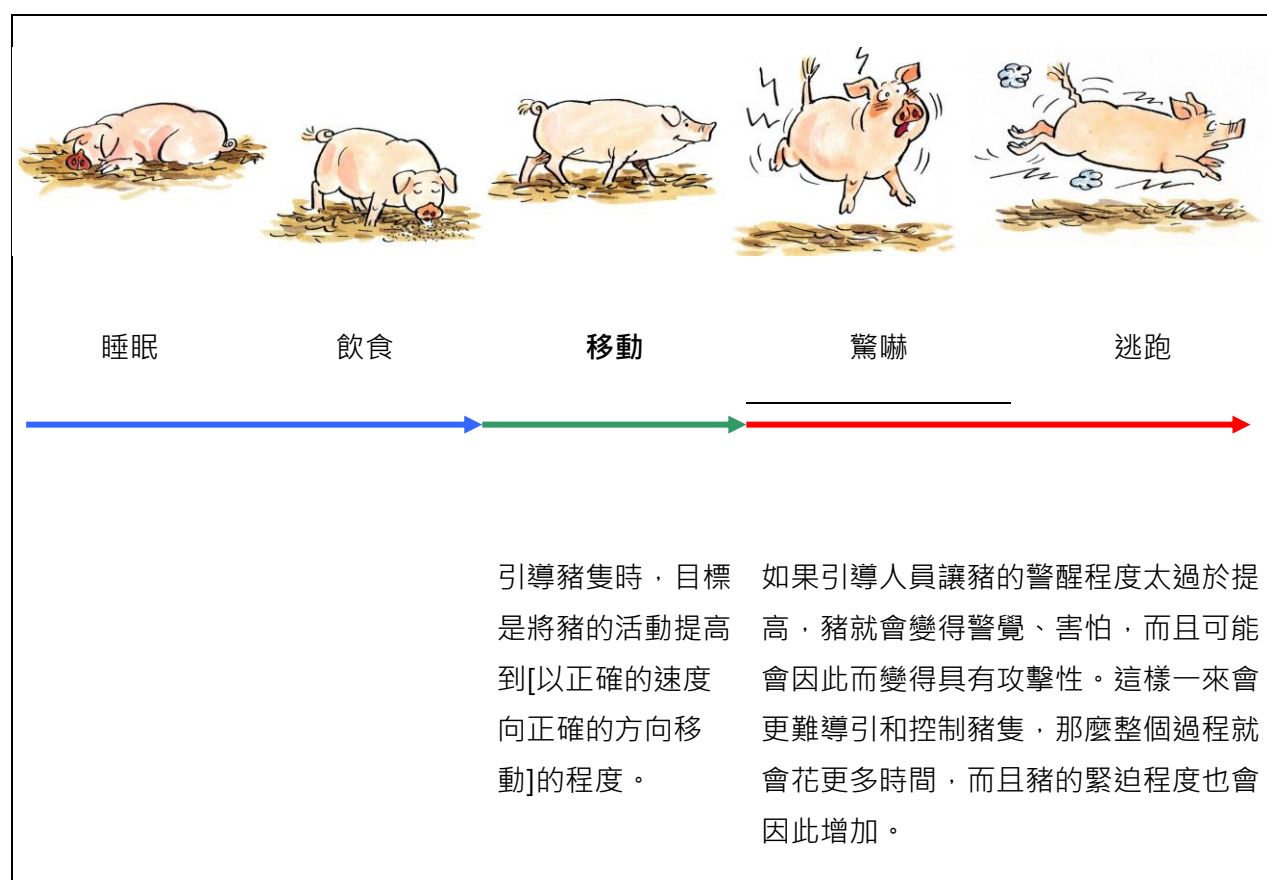 睡眠 飲食 移動 驚嚇 逃跑
引導豬隻時，目標
是將豬的活動提高
到[以正確的速度
向正確的方向移
動]的程度。
如果引導人員讓豬的警醒程度太過於提
高，豬就會變得警覺、害怕，而且可能
會因此而變得具有攻擊性。這樣一來會
更難導引和控制豬隻，那麼整個過程就
會花更多時間，而且豬的緊迫程度也會
因此增加。